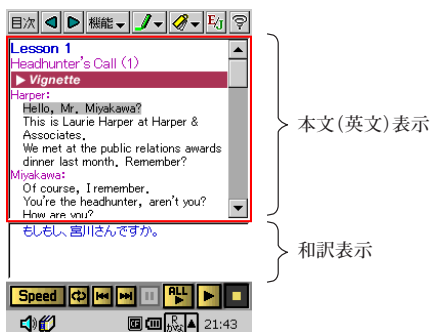 目次 機能 E/J
Lesson 1
Headhunter's Call (1)
Vignette
Harper:
Hello, Mr. Miyakawa?
This is Laurie Harper at Harper &
Associates.
We met at the public relations awards
dinner last month. Remember?
Miyakawa:
Of course, I remember.
You're the headhunter, aren't you?
How are you?
本文(英文)表示
もしもし、宮川さんですか。
和訳表示
Speed ALL
R かな 21:43